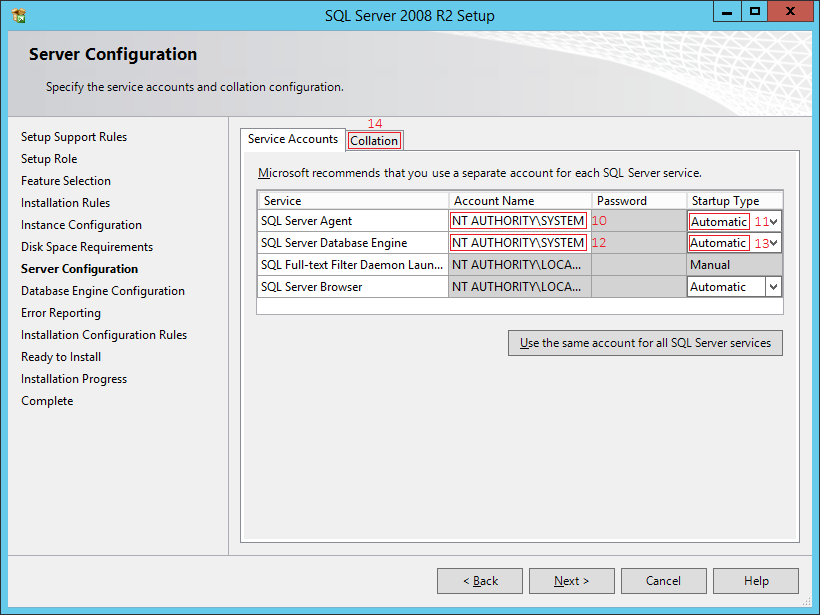 SQL Server 2008 R2 Setup
Server Configuration
Specify the service accounts and collation configuration.
Setup Support Rules
Setup Role
Feature Selection
Installation Rules
Instance Configuration
Disk Space Requirements
Server Configuration
Database Engine Configuration
Error Reporting
Installation Configuration Rules
Ready to Install
Installation Progress
Complete
14
Service Accounts Collation
Microsoft recommends that you use a separate account for each SQL Server service.
Service Account Name Password Startup Type
SQL Server Agent NT AUTHORITY\SYSTEM 10 Automatic 11
SQL Server Database Engine NT AUTHORITY\SYSTEM 12 Automatic 13
SQL Full-text Filter Daemon Laun... NT AUTHORITY\LOCA... Manual
SQL Server Browser NT AUTHORITY\LOCA... Automatic
Use the same account for all SQL Server services
< Back Next > Cancel Help